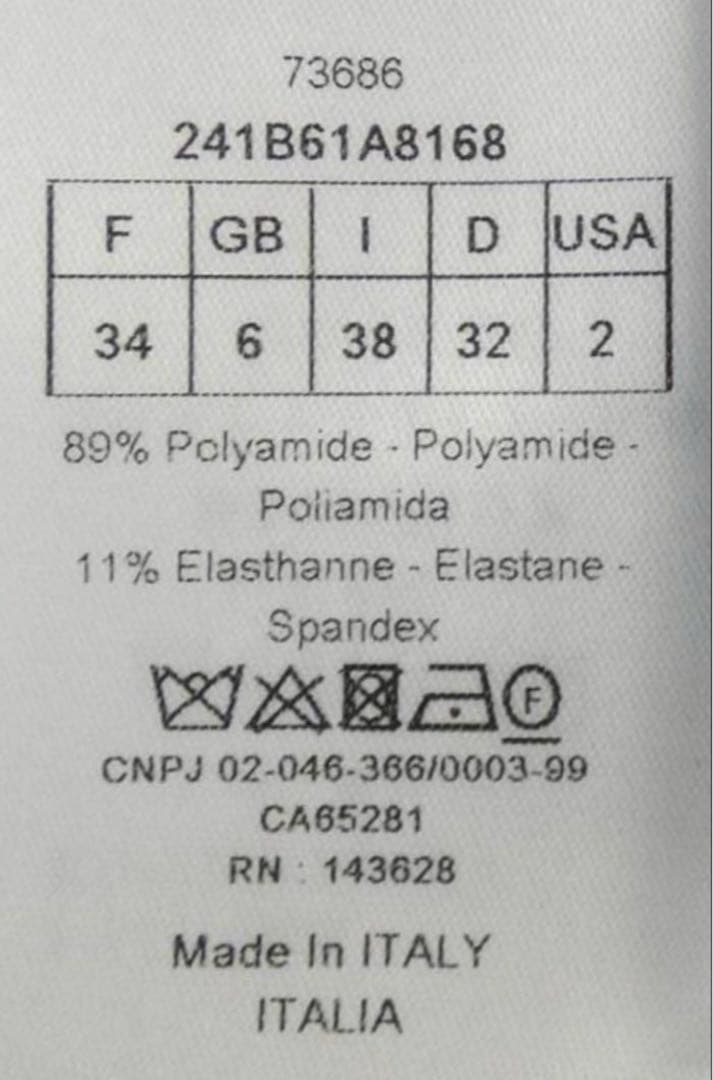 73686
241B61A8168
F GB I D USA
34 6 38 32 2
89% Polyamide - Polyamide -
Poliamida
11% Elasthanne - Elastane -
Spandex
F
CNPJ 02-046-366/0003-99
CA65281
RN : 143628
Made In ITALY
ITALIA